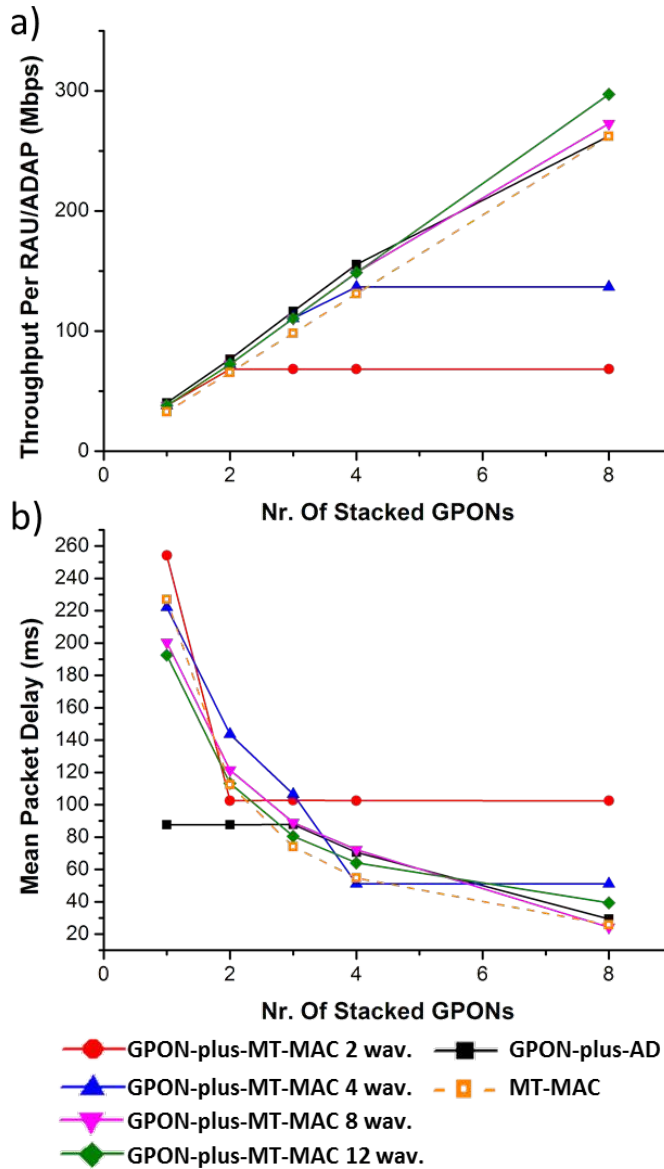 a)
Throughput Per RAU/ADAP (Mbps)
300
200
100
0
0 2 4 6 8
Nr. Of Stacked GPONs
b)
Mean Packet Delay (ms)
260
240
220
200
180
160
140
120
100
80
60
40
20
0 2 4 6 8
Nr. Of Stacked GPONs
GPON-plus-MT-MAC 2 wav. GPON-plus-AD
GPON-plus-MT-MAC 4 wav. MT-MAC
GPON-plus-MT-MAC 8 wav.
GPON-plus-MT-MAC 12 wav.